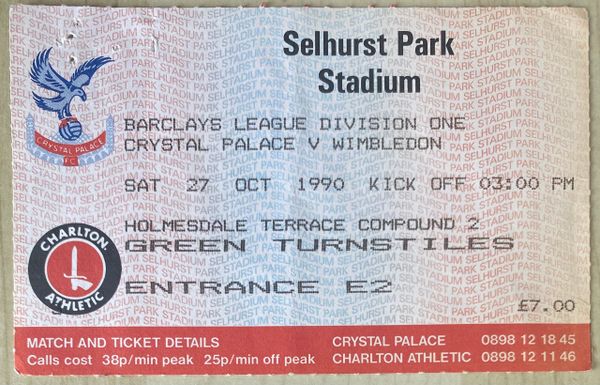 Selhurst Park
Stadium
CRYSTAL PALACE
FC
BARCLAYS LEAGUE DIVISION ONE
CRYSTAL PALACE V WIMBLEDON
SAT 27 OCT 1990 KICK OFF 03:00 PM
HOLMESDALE TERRACE COMPOUND 2
GREEN TURNSTILES
CHARLTON
ATHLETIC
ENTRANCE E2
£7.00
MATCH AND TICKET DETAILS CRYSTAL PALACE 0898 12 18 45
Calls cost 38p/min peak 25p/min off peak CHARLTON ATHLETIC 0898 12 11 46